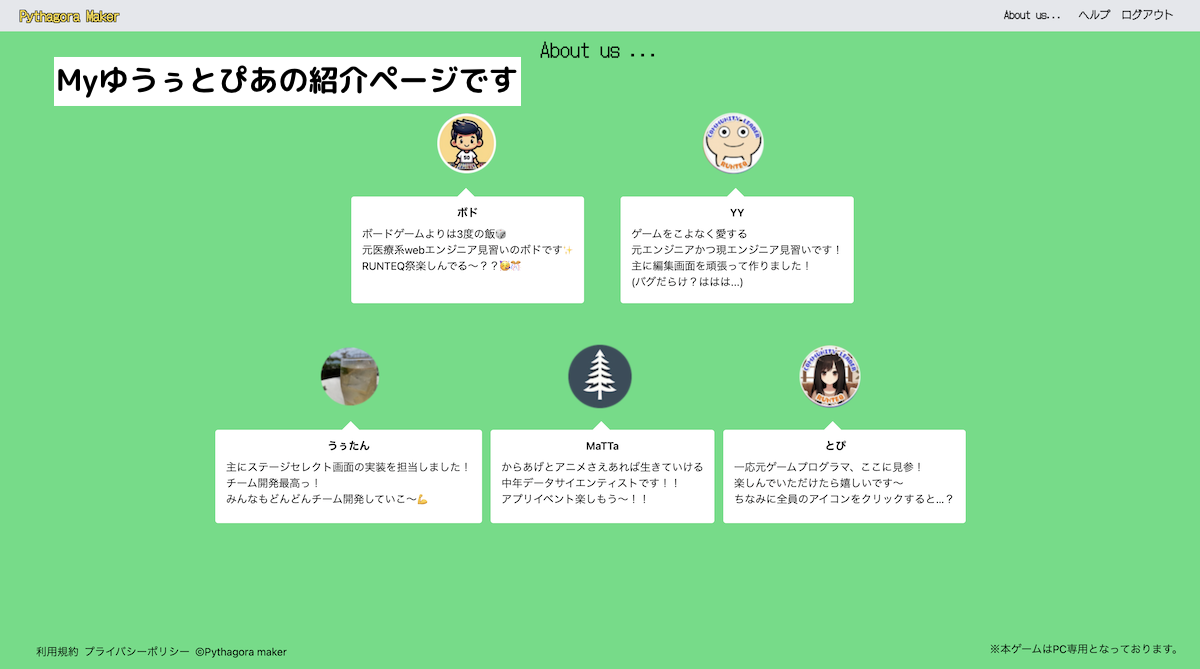 Pythagora Maker
About us... ヘルプ ログアウト
About us ...
Myゆうぅとぴあの紹介ページです
COMMUNITY LEADER
RUNTEQ
ボド
ボードゲームよりは3度の飯🎲
元医療系webエンジニア見習いのボドです✨
RUNTEQ祭楽しんでる〜？？🥳🎊
YY
ゲームをこよなく愛する
元エンジニアかつ現エンジニア見習いです！
主に編集画面を頑張って作りました！
(バグだらけ？ははは...)
COMMUNITY LEADER
RUNTEQ
うぅたん
主にステージセレクト画面の実装を担当しました！
チーム開発最高っ！
みんなもどんどんチーム開発していこ〜💪
MaTTa
からあげとアニメさえあれば生きていける
中年データサイエンティストです！！
アプリイベント楽しもう〜！！
とぴ
一応元ゲームプログラマ、ここに見参！
楽しんでいただけたら嬉しいです〜
ちなみに全員のアイコンをクリックすると...？
利用規約 プライバシーポリシー ©Pythagora maker
※本ゲームはPC専用となっております。